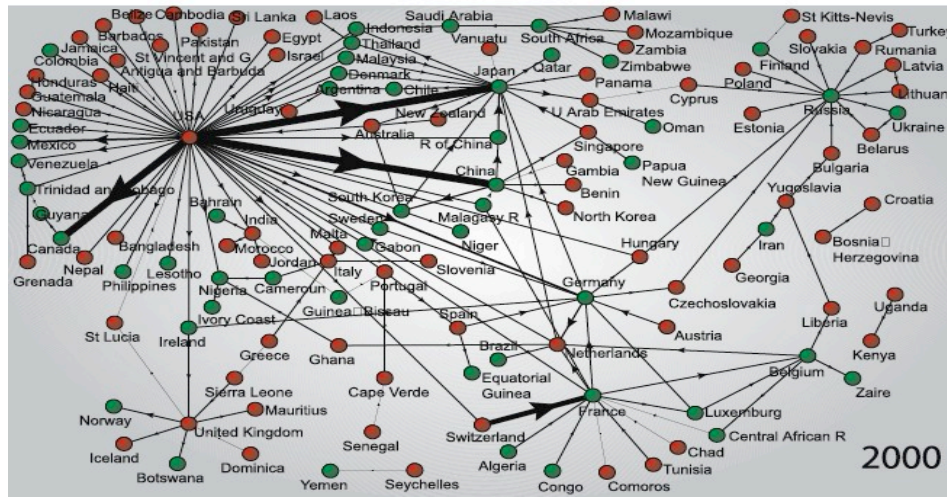 Belize
Cambodia
Sri Lanka
Laos
Saudi Arabia
Malawi
St Kitts-Nevis
Barbados
Pakistan
Egypt
Indonesia
Vanuatu
South Africa
Mozambique
Turkey
Jamaica
Colombia
St Vincent and G
Israel
Thailand
Malaysia
Japan
Qatar
Zambia
Zimbabwe
Finland
Slovakia
Rumania
Latvia
Honduras
Haiti
Antigua and Barbuda
Denmark
Argentina
Chile
Panama
Poland
Guatemala
Nicaragua
USA
Uruguay
New Zealand
U Arab Emirates
Cyprus
Russia
Lithuan
Ecuador
Mexico
Australia
R of China
Singapore
Oman
Estonia
Ukraine
Belarus
Bulgaria
Venezuela
China
Gambia
Papua
New Guinea
Trinidad and Tobago
Benin
Yugoslavia
Guyana
Bahrain
India
South Korea
Malagasy R
North Korea
Croatia
Canada
Bangladesh
Morocco
Malta
Sweden
Gabon
Niger
Hungary
Iran
Bosnia
Herzegovina
Grenada
Nepal
Philippines
Lesotho
Jordan
Italy
Slovenia
Germany
Georgia
Nigeria
Cameroun
Portugal
Czechoslovakia
Ivory Coast
Guinea Bissau
Spain
Austria
Liberia
Uganda
St Lucia
Ireland
Greece
Ghana
Brazil
Netherlands
Belgium
Kenya
Sierra Leone
Cape Verde
Equatorial
Guinea
France
Zaire
Norway
Mauritius
United Kingdom
Switzerland
Luxemburg
Central African R
Iceland
Senegal
Chad
Botswana
Dominica
Algeria
Tunisia
2000
Yemen
Seychelles
Congo
Comoros